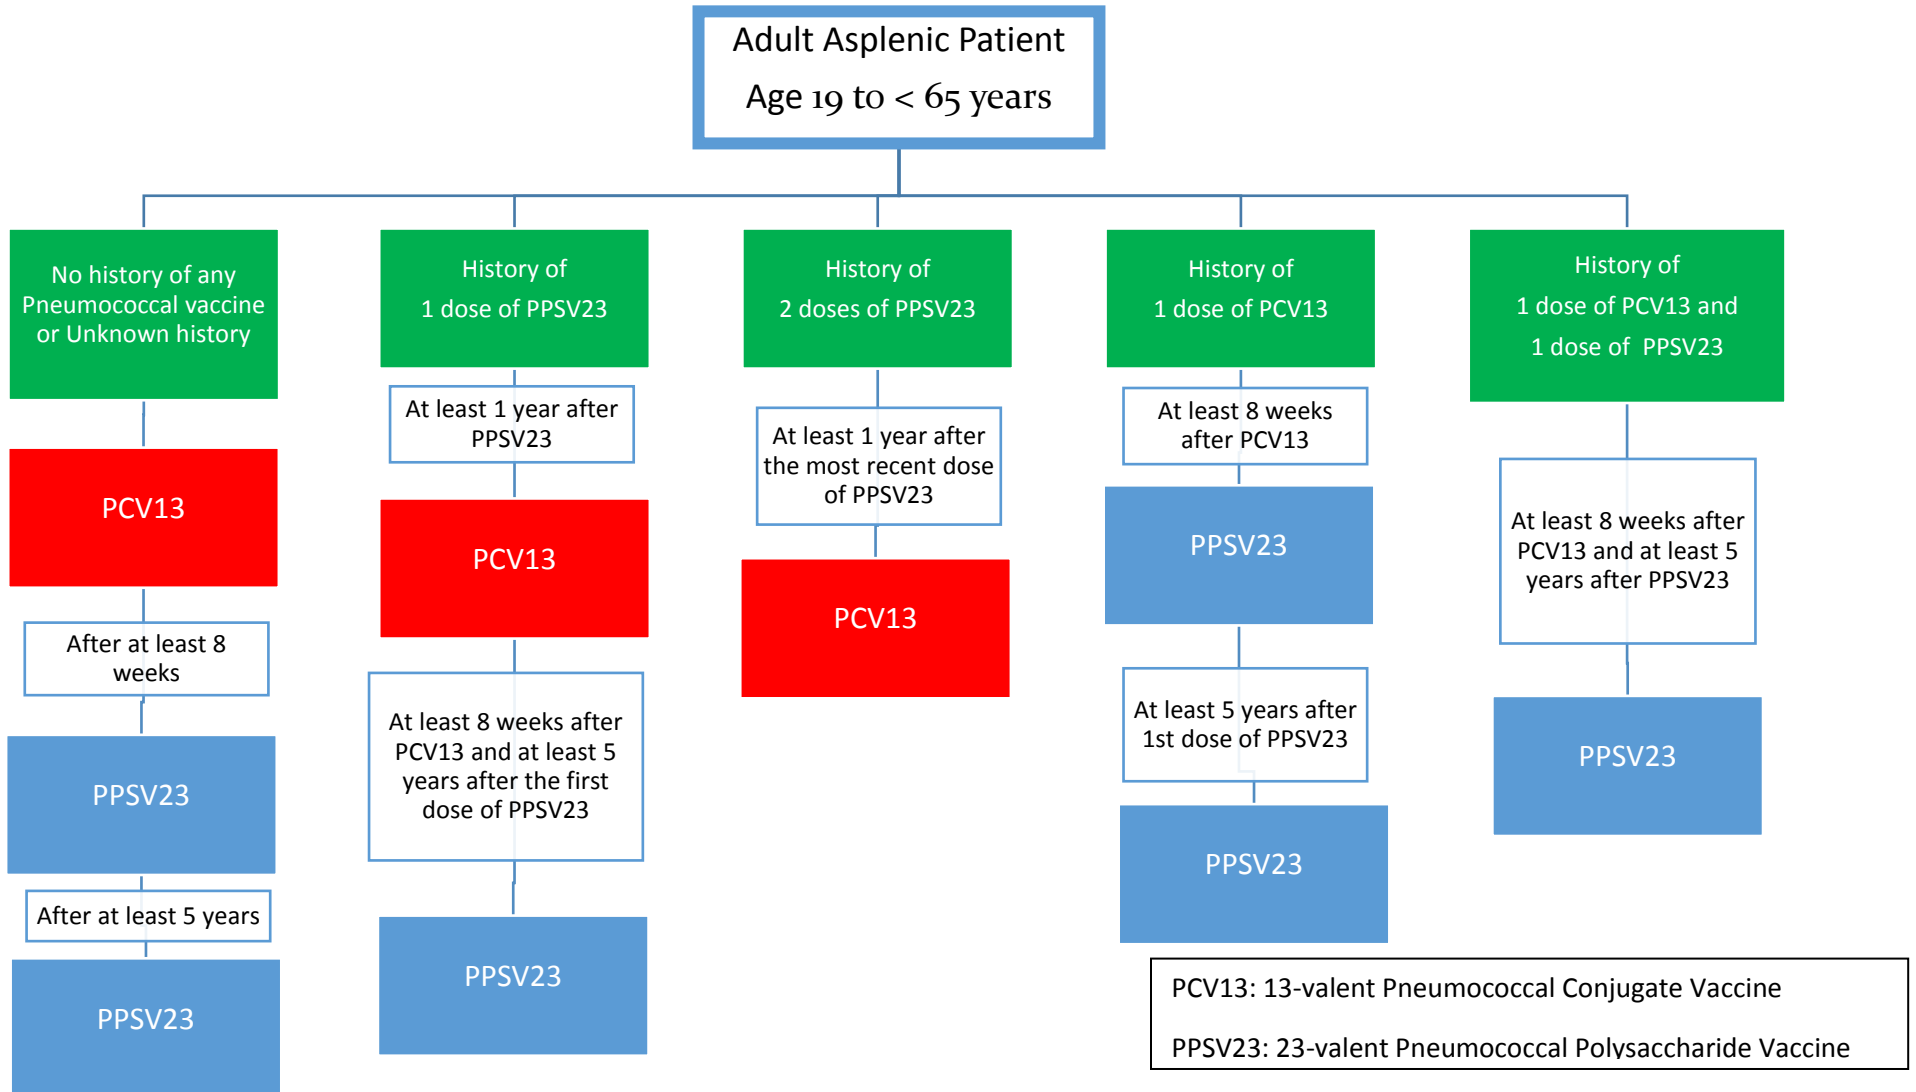 Adult Asplenic Patient
Age 19 to < 65 years
No history of any
Pneumococcal vaccine
or Unknown history
PCV13
After at least 8
weeks
PPSV23
After at least 5 years
PPSV23
History of
1 dose of PPSV23
At least 1 year after
PPSV23
PCV13
At least 8 weeks after
PCV13 and at least 5
years after the first
dose of PPSV23
PPSV23
History of
2 doses of PPSV23
At least 1 year after
the most recent dose
of PPSV23
PCV13
History of
1 dose of PCV13
At least 8 weeks
after PCV13
PPSV23
At least 5 years after
1st dose of PPSV23
PPSV23
History of
1 dose of PCV13 and
1 dose of PPSV23
At least 8 weeks after
PCV13 and at least 5
years after PPSV23
PPSV23
PCV13: 13-valent Pneumococcal Conjugate Vaccine
PPSV23: 23-valent Pneumococcal Polysaccharide Vaccine